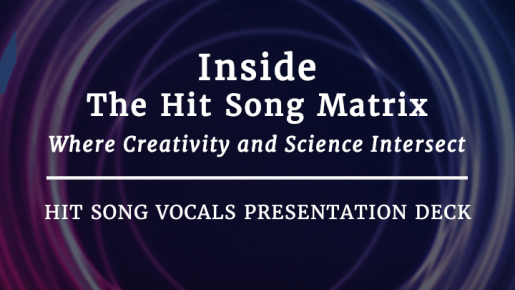 Inside
The Hit Song Matrix
Where Creativity and Science Intersect
HIT SONG VOCALS PRESENTATION DECK